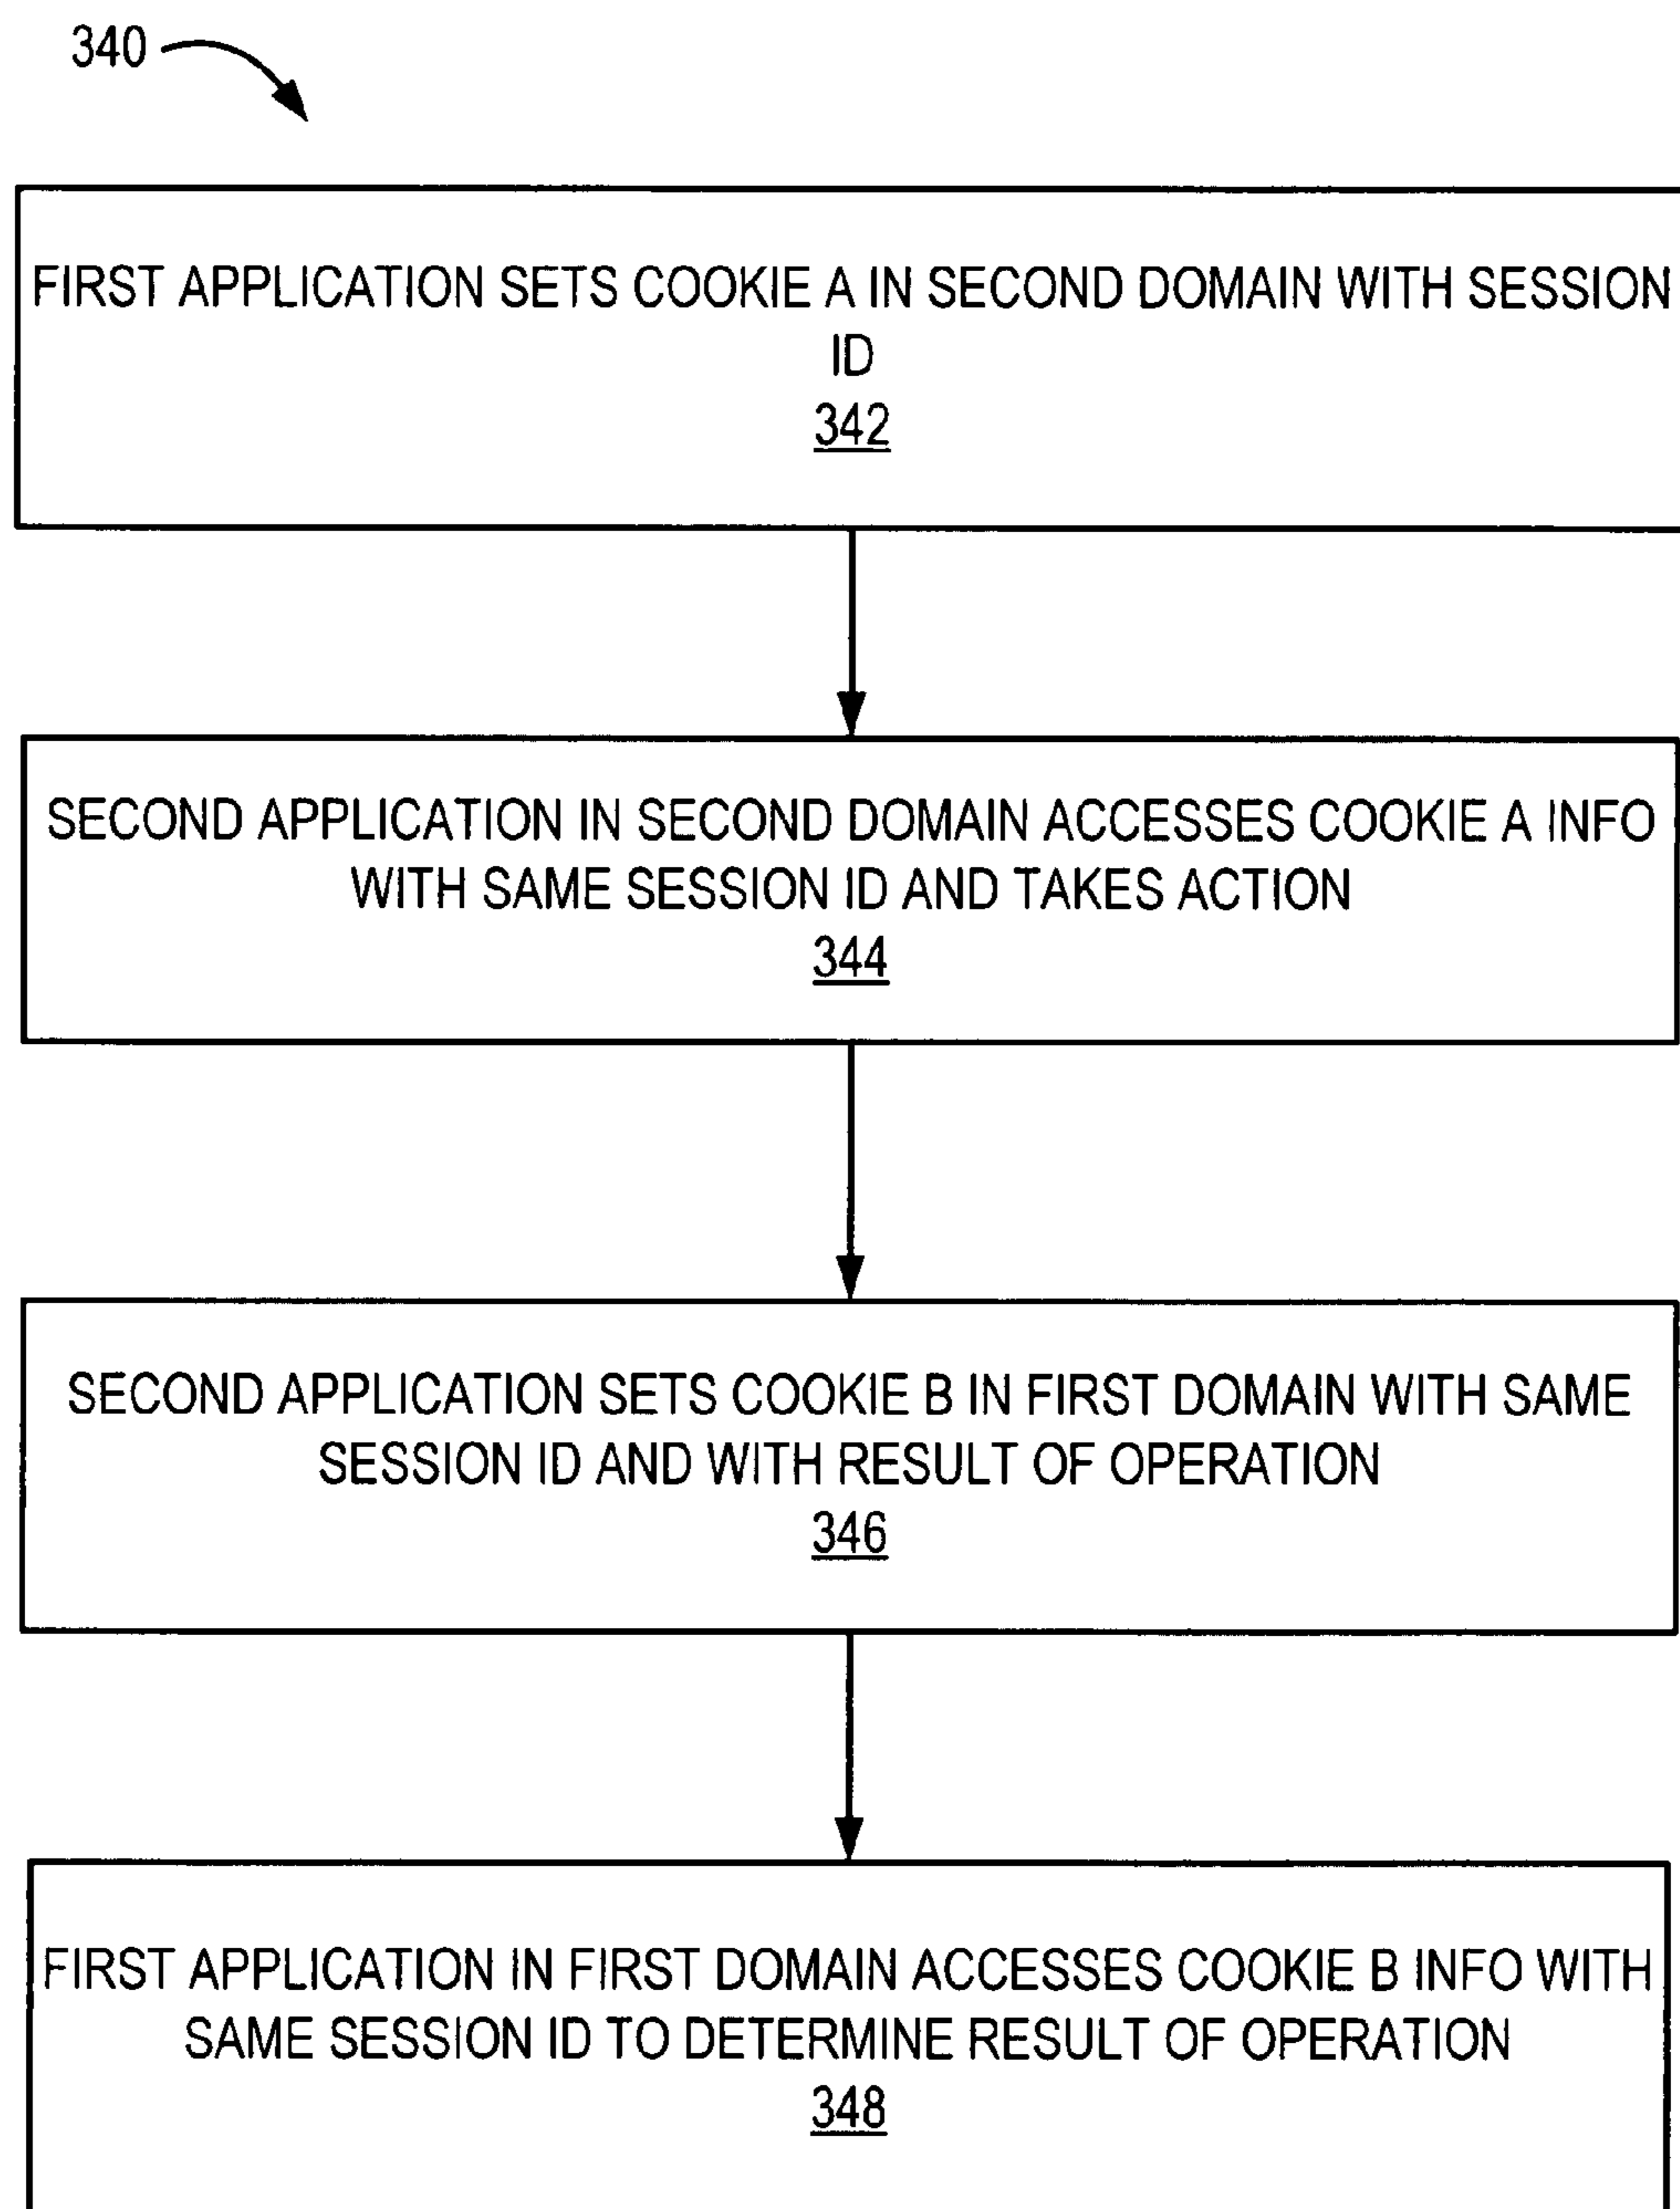 340
FIRST APPLICATION SETS COOKIE A IN SECOND DOMAIN WITH SESSION
ID
342
SECOND APPLICATION IN SECOND DOMAIN ACCESSES COOKIE A INFO
WITH SAME SESSION ID AND TAKES ACTION
344
SECOND APPLICATION SETS COOKIE B IN FIRST DOMAIN WITH SAME
SESSION ID AND WITH RESULT OF OPERATION
346
FIRST APPLICATION IN FIRST DOMAIN ACCESSES COOKIE B INFO WITH
SAME SESSION ID TO DETERMINE RESULT OF OPERATION
348